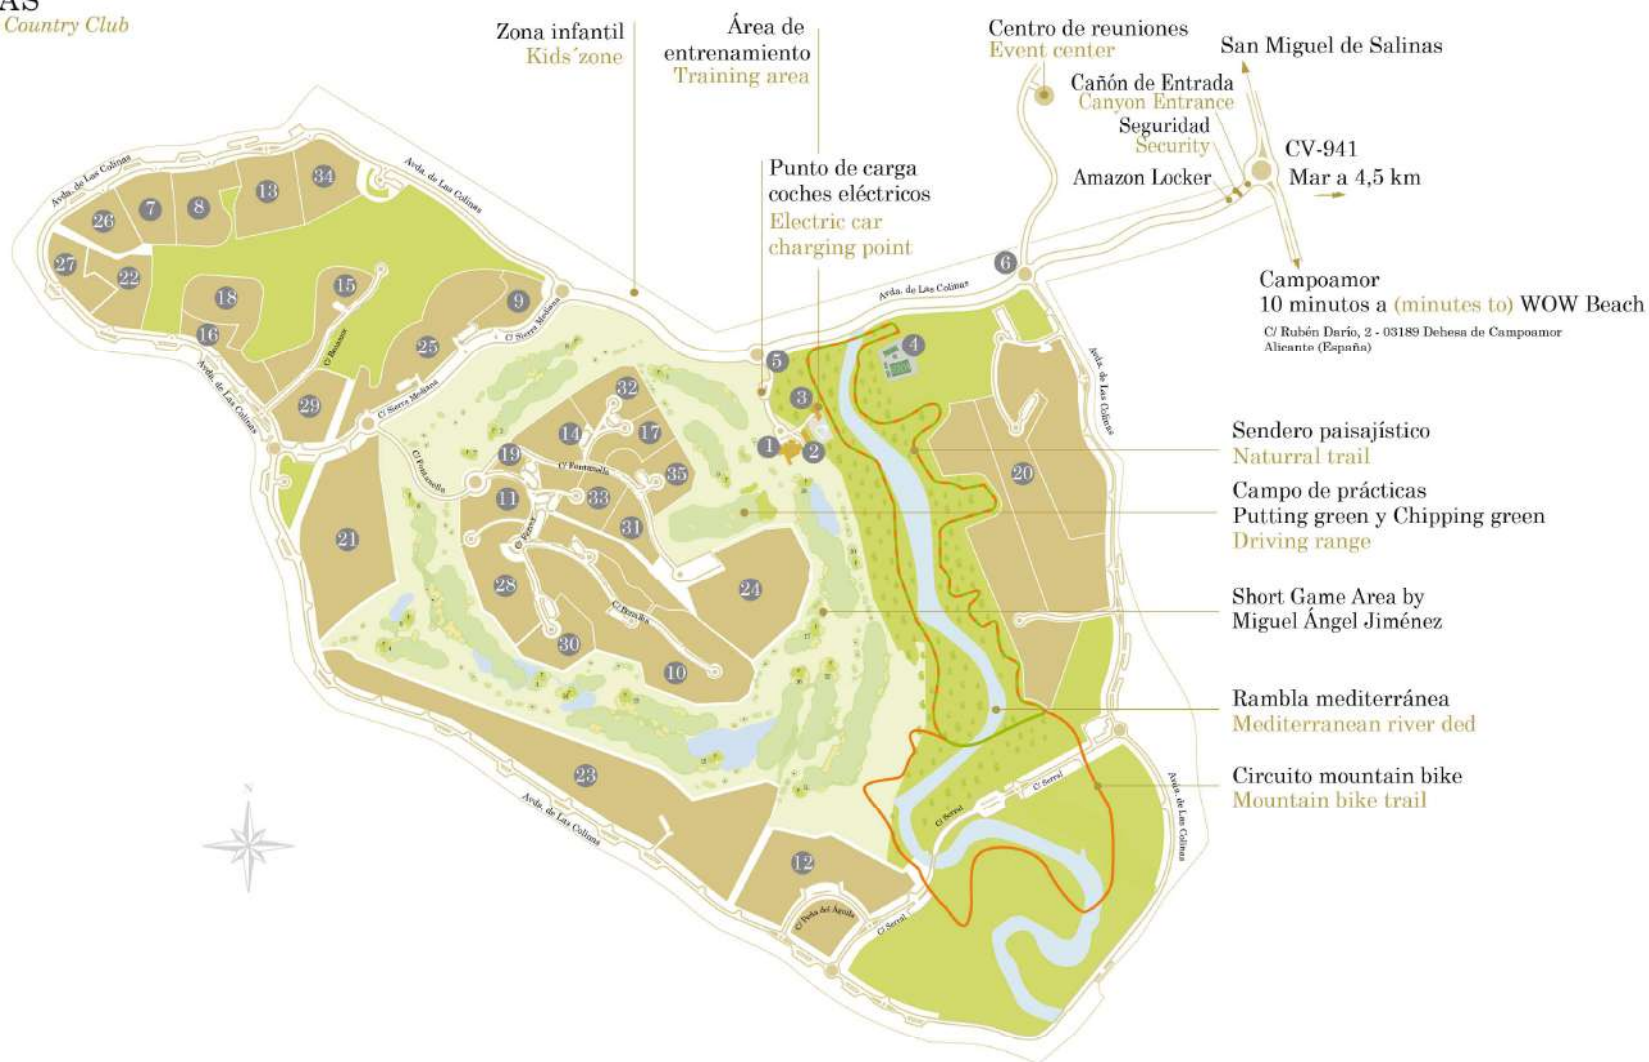 AS
Country Club
Zona infantil
Kids´zone
Área de
entrenamiento
Training area
Centro de reuniones
Event center
San Miguel de Salinas
Cañón de Entrada
Canyon Entrance
Seguridad
Security
Amazon Locker
CV-941
Mar a 4,5 km
Punto de carga
coches eléctricos
Electric car
charging point
Campoamor
10 minutos a (minutes to) WOW Beach
C/ Rubén Darío, 2 - 03189 Dehesa de Campoamor
Alicante (España)
Sendero paisajístico
Naturral trail
Campo de prácticas
Putting green y Chipping green
Driving range
Short Game Area by
Miguel Ángel Jiménez
Rambla mediterránea
Mediterranean river ded
Circuito mountain bike
Mountain bike trail
Avda. de Las Colinas
Avda. de Las Colinas
Avda. de Las Colinas
Avda. de Las Colinas
Avda. de Las Colinas
Avda. de Las Colinas
Avda. de Las Colinas
C/ Sierra Mediana
C/ Sierra Mediana
C/ Fontanella
C/ Fontanella
C/ Serral
C/ Serral
C/ Serral
C/ Peña del Águila
26
7
8
13
34
27
22
18
15
9
16
25
29
6
5
4
3
1
2
32
14
17
19
35
11
33
31
20
21
28
24
30
10
23
12
N